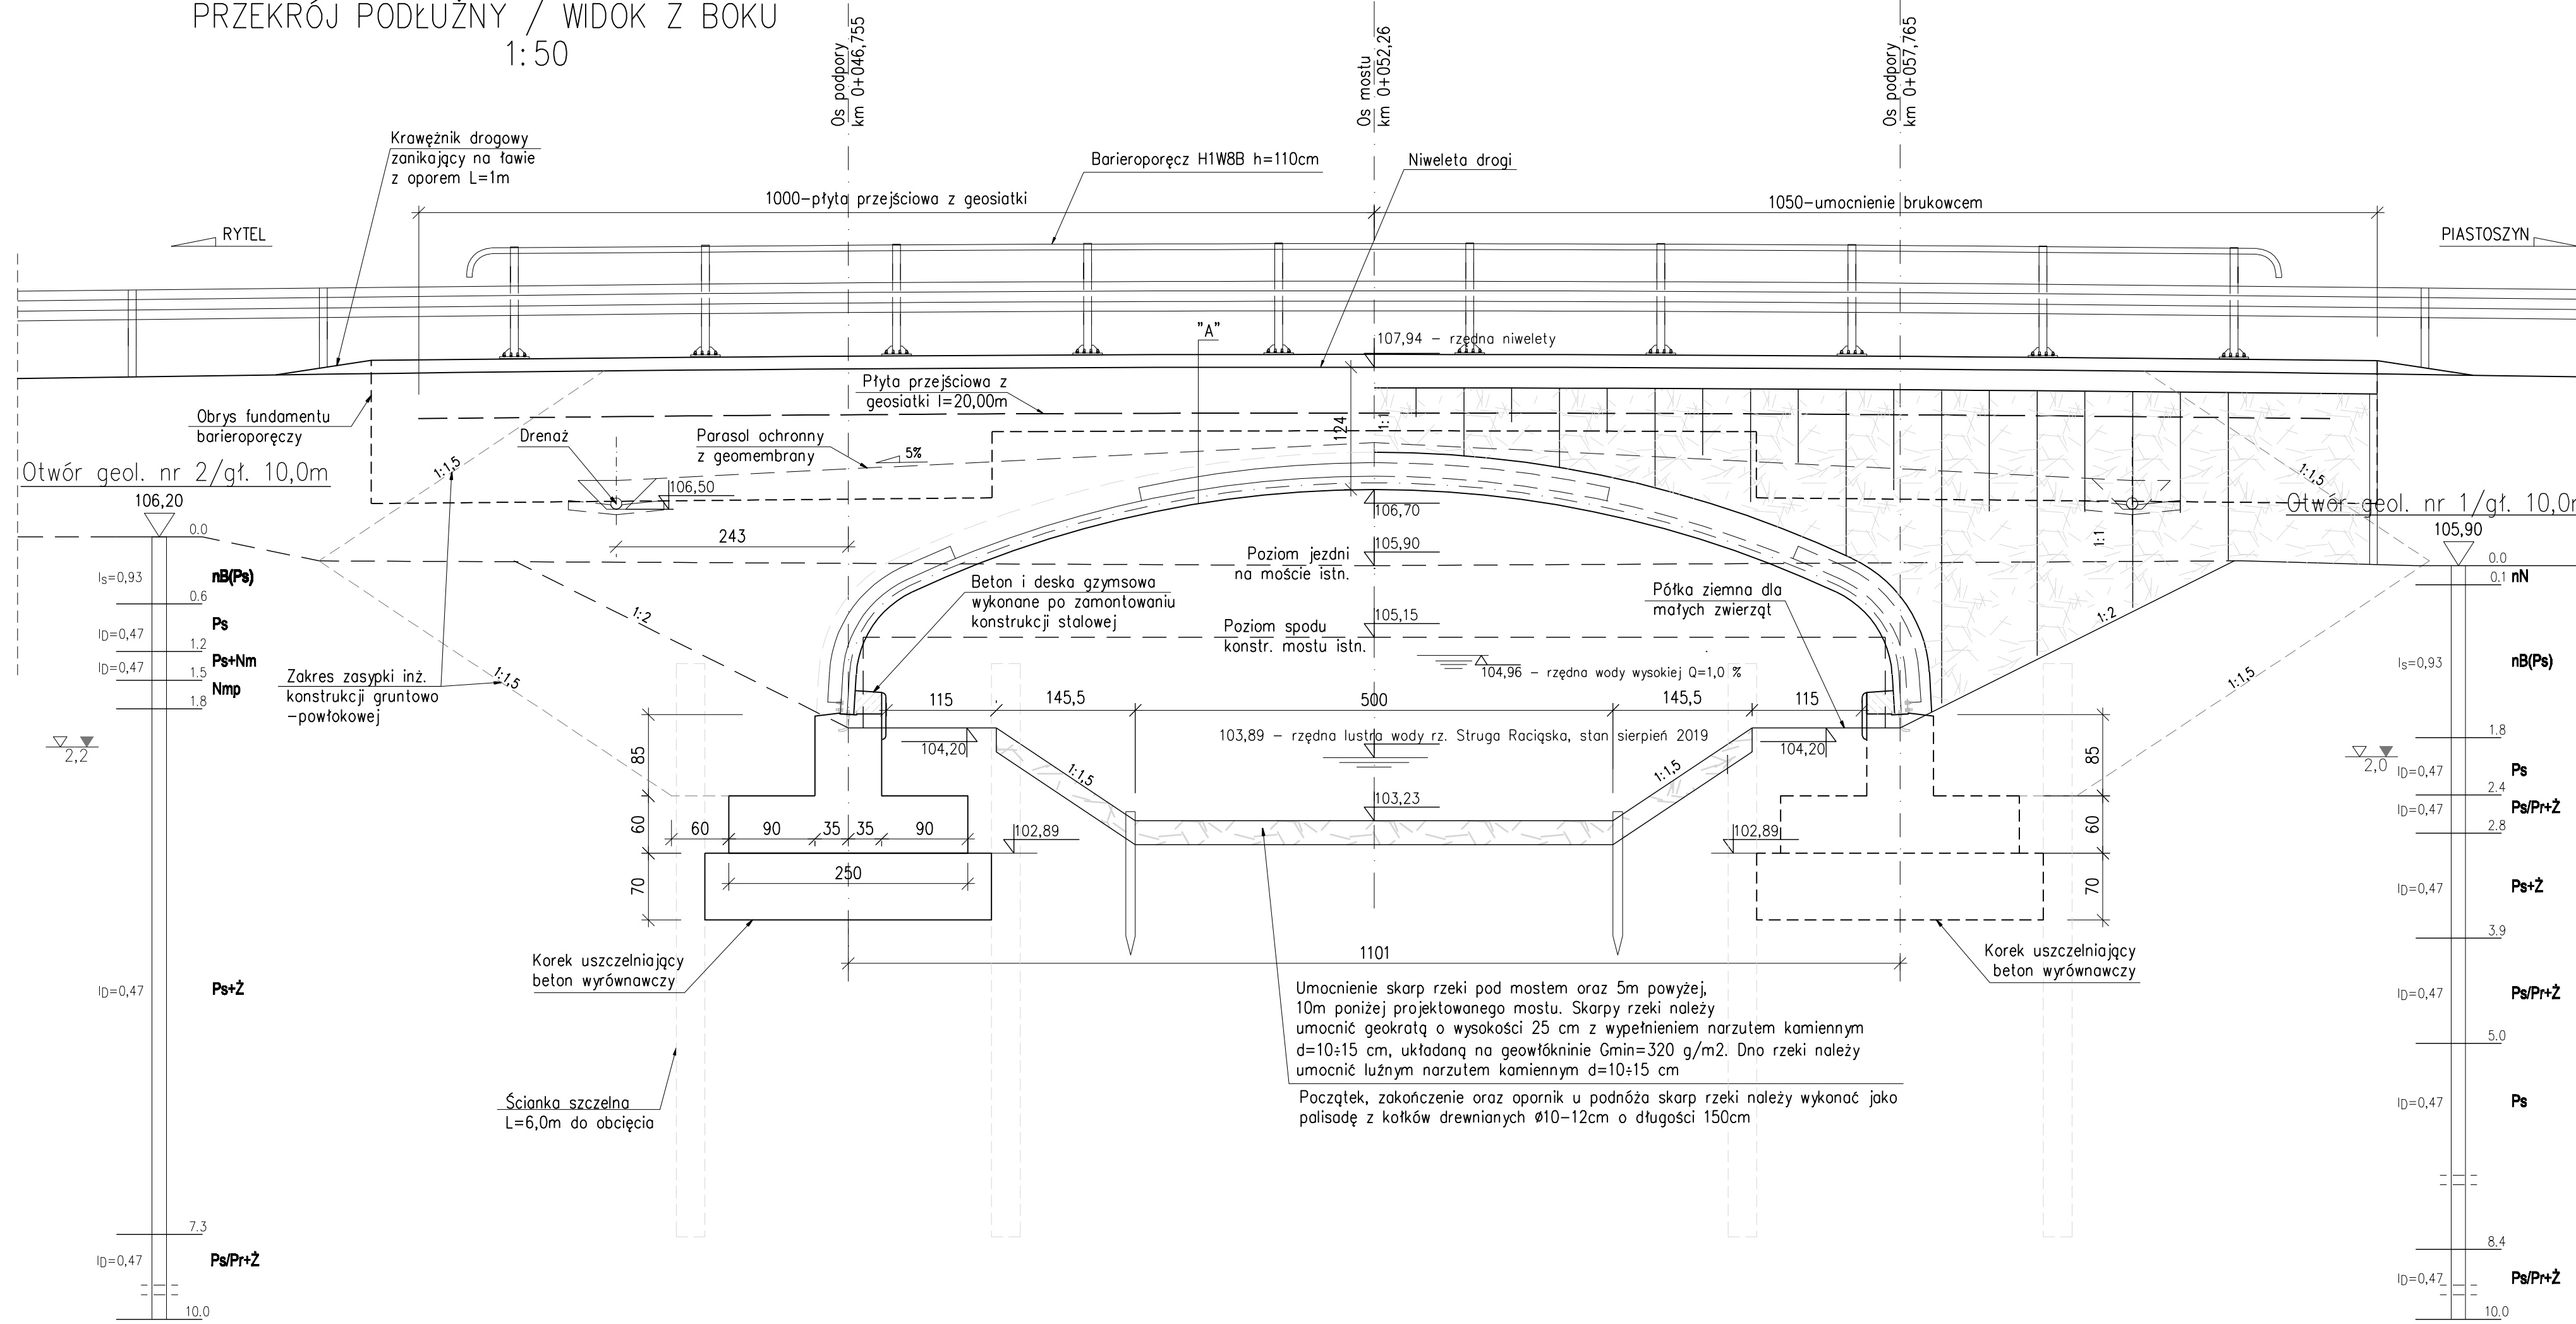 PRZEKRÓJ PODŁUŻNY / WIDOK Z BOKU
1:50
Oś podpory
km 0+046,755
Oś mostu
km 0+052,26
Oś podpory
km 0+057,765
Krawężnik drogowy
zanikający na ławie
z oporem L=1m
Barieroporęcz H1W8B h=110cm
Niweleta drogi
1000-płyta przejściowa z geosiatki
1050-umocnienie brukowcem
RYTEL
PIASTOSZYN
"A"
107,94 - rzędna niwelety
Płyta przejściowa z
geosiatki l=20,00m
Obrys fundamentu
barieroporęczy
Drenaż
Parasol ochronny
z geomembrany
5%
124
1:1
1:1,5
1:1,5
Otwór geol. nr 2/gł. 10,0m
106,20
106,50
106,70
Otwór geol. nr 1/gł. 10,0m
105,90
243
Poziom jezdni
na moście istn.
105,90
1:1
Beton i deska gzymsowa
wykonane po zamontowaniu
konstrukcji stalowej
Półka ziemna dla
małych zwierząt
1:2
1:2
Poziom spodu
konstr. mostu istn.
105,15
104,96 - rzędna wody wysokiej Q=1,0 %
Zakres zasypki inż.
konstrukcji gruntowo
-powłokowej
1:1,5
1:1,5
115
145,5
500
145,5
115
103,89 - rzędna lustra wody rz. Struga Raciąska, stan sierpień 2019
104,20
104,20
1:1,5
1:1,5
85
60
70
85
60
70
103,23
60
90
35
35
90
102,89
102,89
250
1101
Korek uszczelniający
beton wyrównawczy
Korek uszczelniający
beton wyrównawczy
Umocnienie skarp rzeki pod mostem oraz 5m powyżej,
10m poniżej projektowanego mostu. Skarpy rzeki należy
umocnić geokratą o wysokości 25 cm z wypełnieniem narzutem kamiennym
d=10÷15 cm, układaną na geowłókninie Gmin=320 g/m2. Dno rzeki należy
umocnić luźnym narzutem kamiennym d=10÷15 cm
Początek, zakończenie oraz opornik u podnóża skarp rzeki należy wykonać jako
palisadę z kołków drewnianych Ø10-12cm o długości 150cm
Ścianka szczelna
L=6,0m do obcięcia
0.0
IS=0,93 nB(Ps)
0.6
ID=0,47 Ps
1.2
ID=0,47 Ps+Nm
1.5
Nmp
1.8
2,2
ID=0,47 Ps+Ż
7.3
ID=0,47 Ps/Pr+Ż
10.0
0.0
0.1 nN
IS=0,93 nB(Ps)
1.8
2,0
ID=0,47 Ps
2.4
ID=0,47 Ps/Pr+Ż
2.8
ID=0,47 Ps+Ż
3.9
ID=0,47 Ps/Pr+Ż
5.0
ID=0,47 Ps
8.4
ID=0,47 Ps/Pr+Ż
10.0